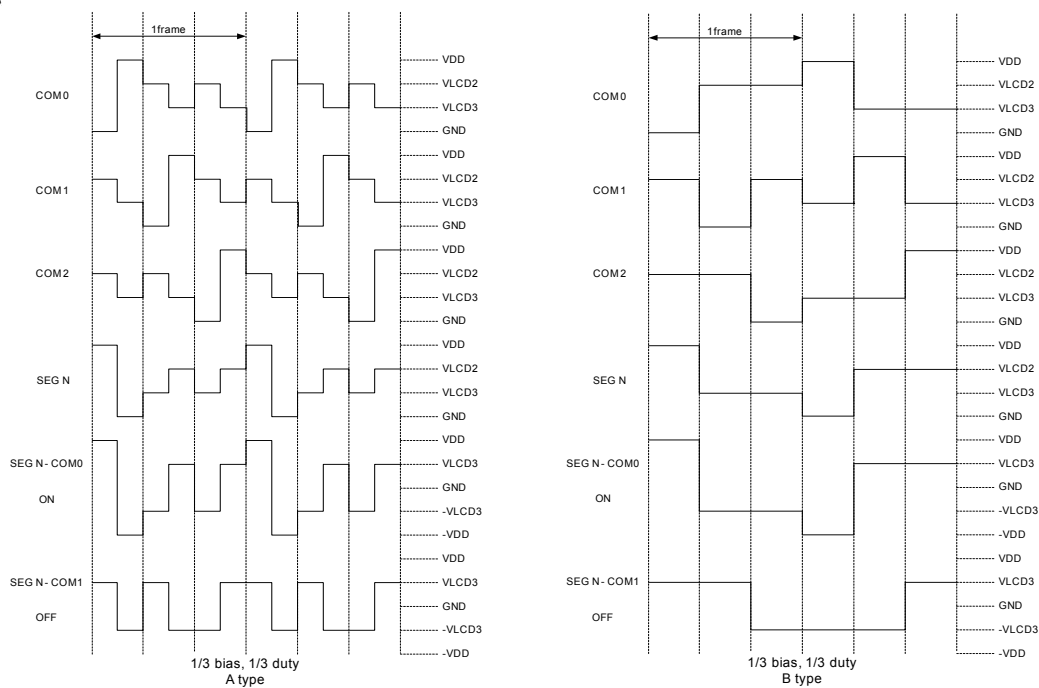 1frame
COM0
VDD
VLCD2
VLCD3
GND
COM1
VDD
VLCD2
VLCD3
GND
COM2
VDD
VLCD2
VLCD3
GND
SEG N
VDD
VLCD2
VLCD3
GND
SEG N- COM0
ON
VDD
VLCD3
GND
-VLCD3
-VDD
SEG N- COM1
OFF
VDD
VLCD3
GND
-VLCD3
-VDD
1/3 bias, 1/3 duty
A type
1frame
COM0
VDD
VLCD2
VLCD3
GND
COM1
VDD
VLCD2
VLCD3
GND
COM2
VDD
VLCD2
VLCD3
GND
SEG N
VDD
VLCD2
VLCD3
GND
SEG N- COM0
ON
VDD
VLCD3
GND
-VLCD3
-VDD
SEG N- COM1
OFF
VDD
VLCD3
GND
-VLCD3
-VDD
1/3 bias, 1/3 duty
B type